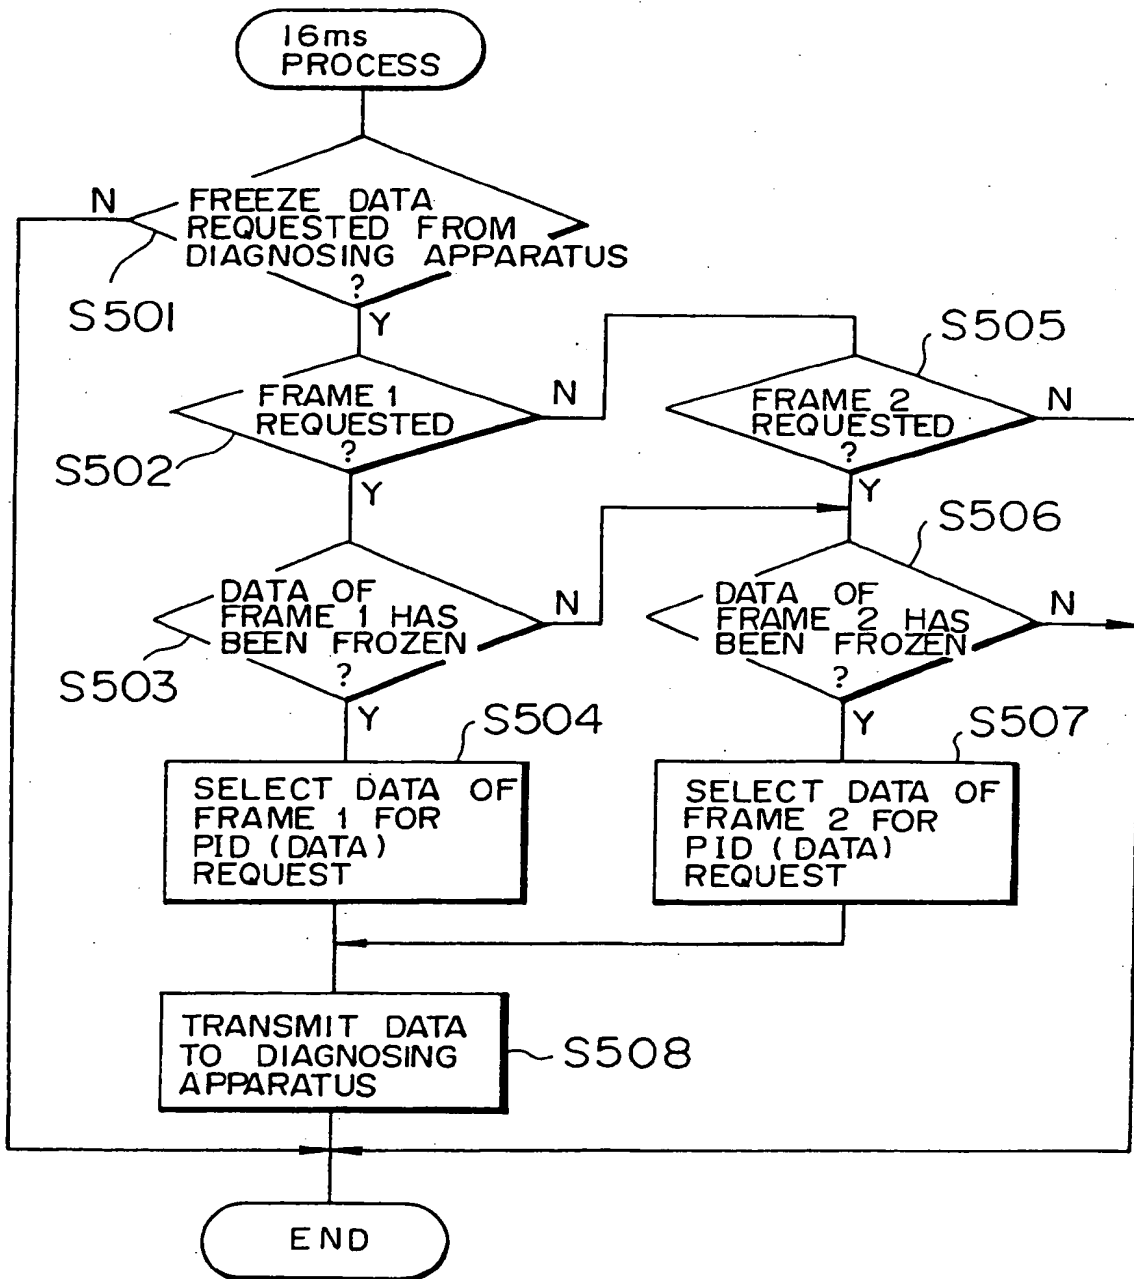 16ms
PROCESS
N
FREEZE DATA
REQUESTED FROM
DIAGNOSING APPARATUS
?
S501
Y
S505
FRAME 1
REQUESTED
?
N
S502
Y
FRAME 2
REQUESTED
?
N
Y
S506
DATA OF
FRAME 1 HAS
BEEN FROZEN
?
N
S503
Y
DATA OF
FRAME 2 HAS
BEEN FROZEN
?
N
Y
S504
SELECT DATA OF
FRAME 1 FOR
PID (DATA)
REQUEST
S507
SELECT DATA OF
FRAME 2 FOR
PID (DATA)
REQUEST
TRANSMIT DATA
TO DIAGNOSING
APPARATUS
S508
END